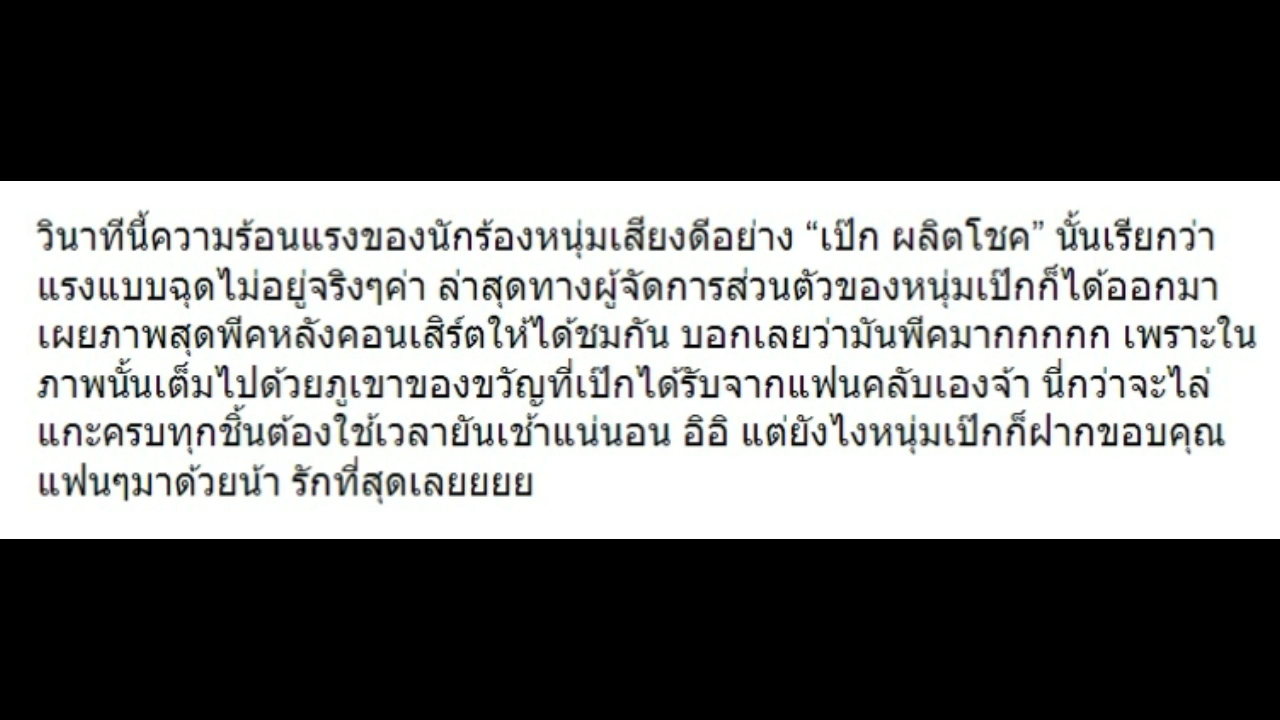 วินาทีนี้ความร้อนแรงของนักร้องหนุ่มเสียงดีอย่าง “เป๊ก ผลิตโชค” นั้นเรียกว่า
แรงแบบฉุดไม่อยู่จริงๆค่า ล่าสุดทางผู้จัดการส่วนตัวของหนุ่มเป๊กก็ได้ออกมา
เผยภาพสุดพีคหลังคอนเสิร์ตให้ได้ชมกัน บอกเลยว่ามันพีคมากกกกก เพราะใน
ภาพนั้นเต็มไปด้วยภูเขาของขวัญที่เป๊กได้รับจากแฟนคลับเองจ้า นี่กว่าจะไล่
แกะครบทุกชิ้นต้องใช้เวลายันเช้าแน่นอน อิอิ แต่ยังไงหนุ่มเป๊กก็ฝากขอบคุณ
แฟนๆมาด้วยน้า รักที่สุดเลยยยย